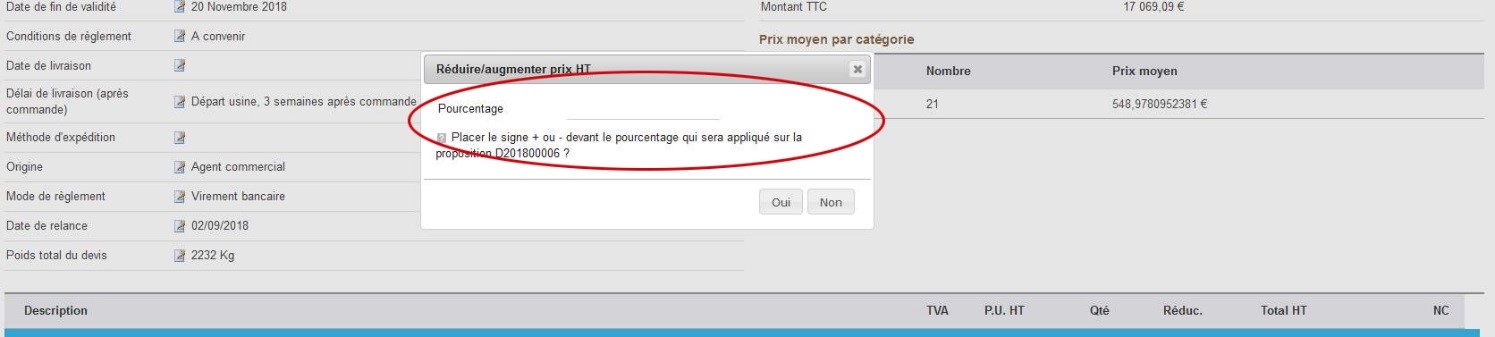 Date de fin de validité 20 Novembre 2018
Montant TTC 17 069,09 €
Conditions de règlement A convenir
Prix moyen par catégorie
Date de livraison
Réduire/augmenter prix HT
Nombre Prix moyen
Délai de livraison (après
commande) Départ usine, 3 semaines après commande
Pourcentage
21 548,9780952381 €
Méthode d'expédition
Placer le signe + ou - devant le pourcentage qui sera appliqué sur la
proposition D201800006 ?
Origine Agent commercial
Mode de règlement Virement bancaire
Oui Non
Date de relance 02/09/2018
Poids total du devis 2232 Kg
Description TVA P.U. HT Qté Réduc. Total HT NC